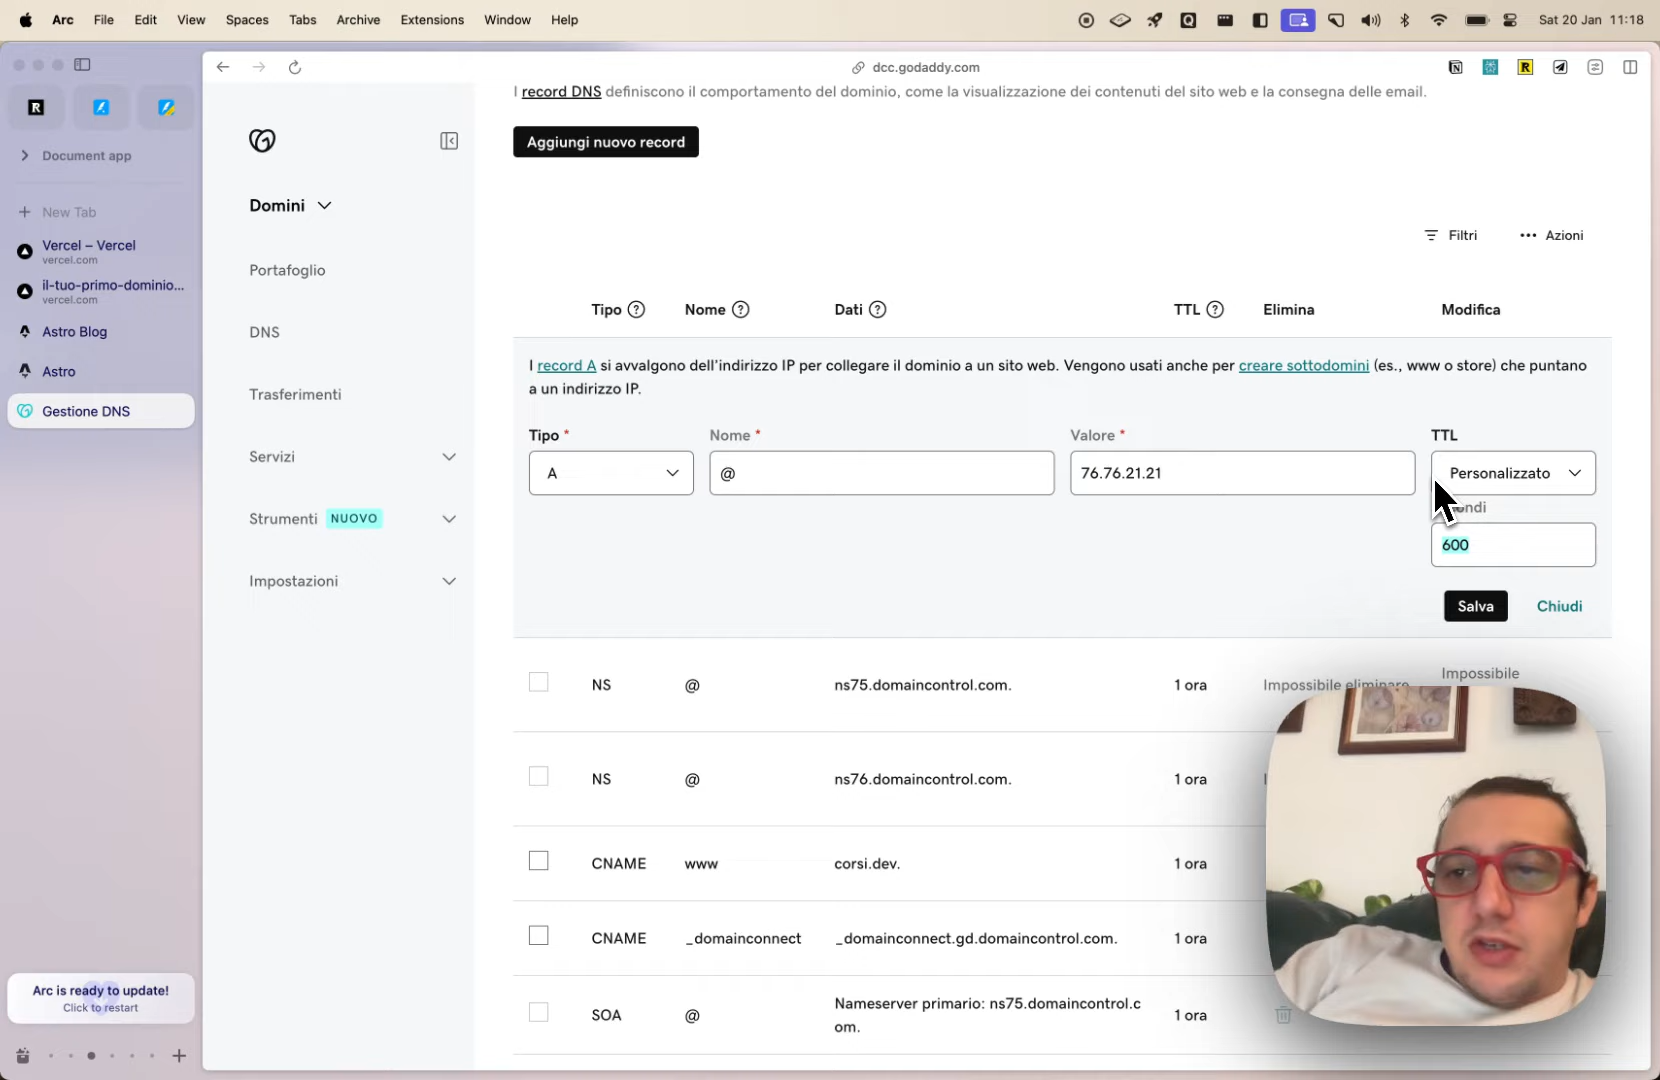 Arc File Edit View Spaces Tabs Archive Extensions Window Help Sat 20 Jan 11:18
dcc.godaddy.com
Document app
New Tab
Vercel – Vercel
vercel.com
il-tuo-primo-dominio...
vercel.com
Astro Blog
Astro
Gestione DNS
Arc is ready to update!
Click to restart
Domini
Portafoglio
DNS
Trasferimenti
Servizi
Strumenti NUOVO
Impostazioni
I record DNS definiscono il comportamento del dominio, come la visualizzazione dei contenuti del sito web e la consegna delle email.
Aggiungi nuovo record
Filtri ••• Azioni
Tipo ? Nome ? Dati ? TTL ? Elimina Modifica
I record A si avvalgono dell'indirizzo IP per collegare il dominio a un sito web. Vengono usati anche per creare sottodomini (es., www o store) che puntano
a un indirizzo IP.
Tipo * Nome * Valore * TTL
A @ 76.76.21.21 Personalizzato
600
Salva Chiudi
NS @ ns75.domaincontrol.com. 1 ora Impossibile eliminare Impossibile
NS @ ns76.domaincontrol.com. 1 ora
CNAME www corsi.dev. 1 ora
CNAME _domainconnect _domainconnect.gd.domaincontrol.com. 1 ora
SOA @ Nameserver primario: ns75.domaincontrol.c
om. 1 ora